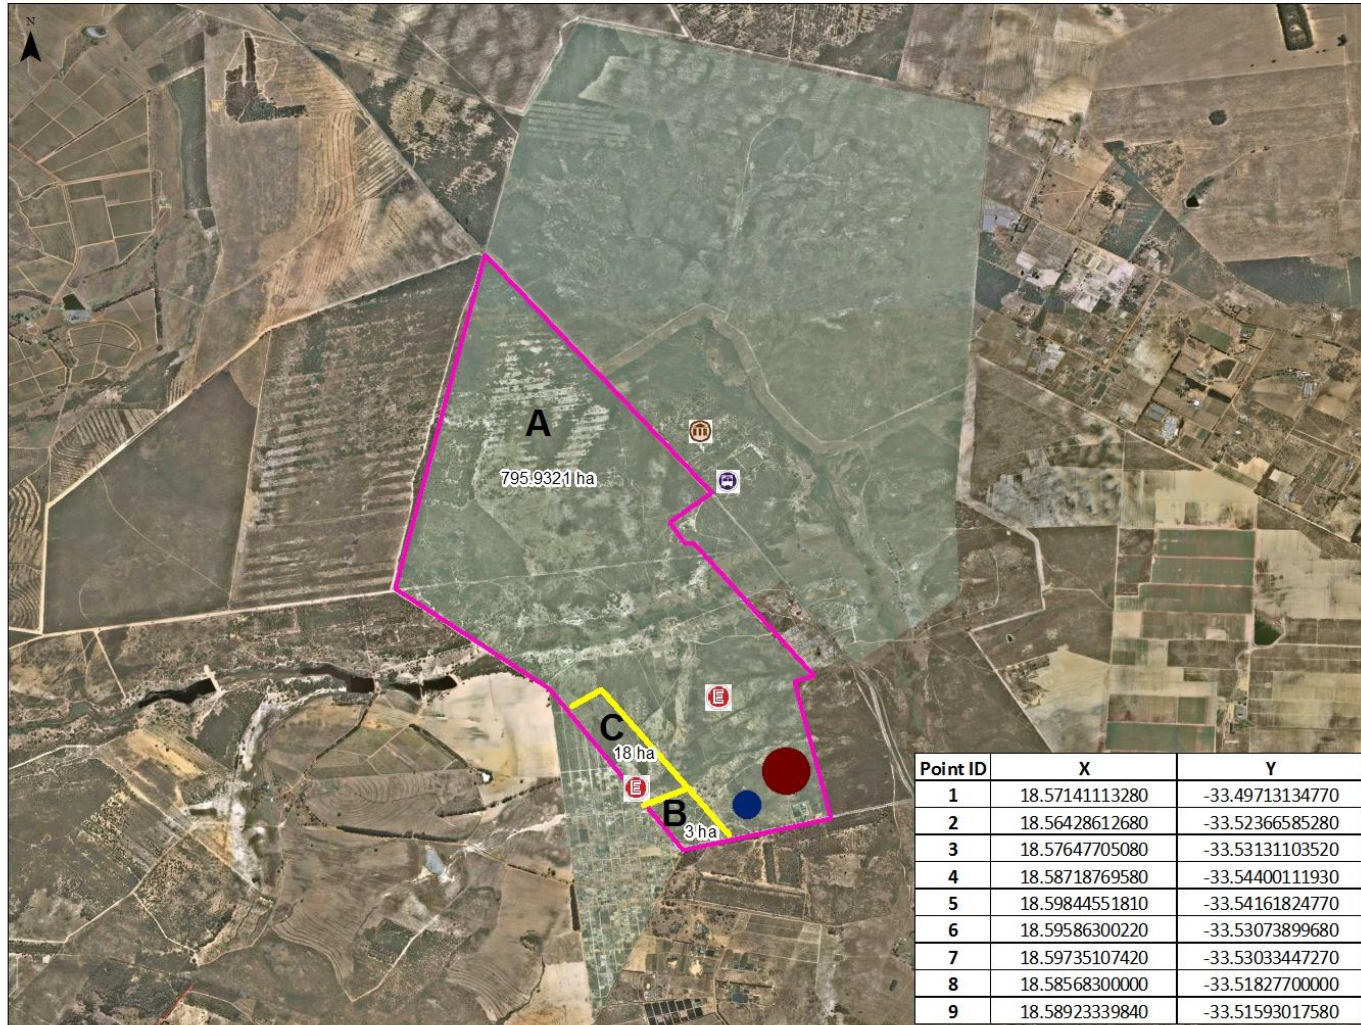 N
A
795.9321 ha
E
C
18 ha
E
B
3 ha
Point ID X Y
1 18.57141113280 -33.49713134770
2 18.56428612680 -33.52366585280
3 18.57647705080 -33.53131103520
4 18.58718769580 -33.54400111930
5 18.59844551810 -33.54161824770
6 18.59586300220 -33.53073899680
7 18.59735107420 -33.53033447270
8 18.58568300000 -33.51827700000
9 18.58923339840 -33.51593017580